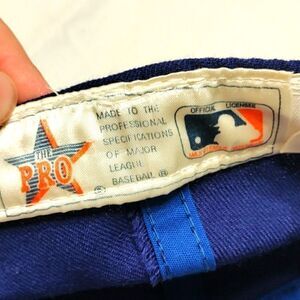 THE
PRO
MADE TO THE
PROFESSIONAL
SPECIFICATIONS
OF MAJOR
LEAGUE
BASEBALL ®
OFFICIAL LICENSEE